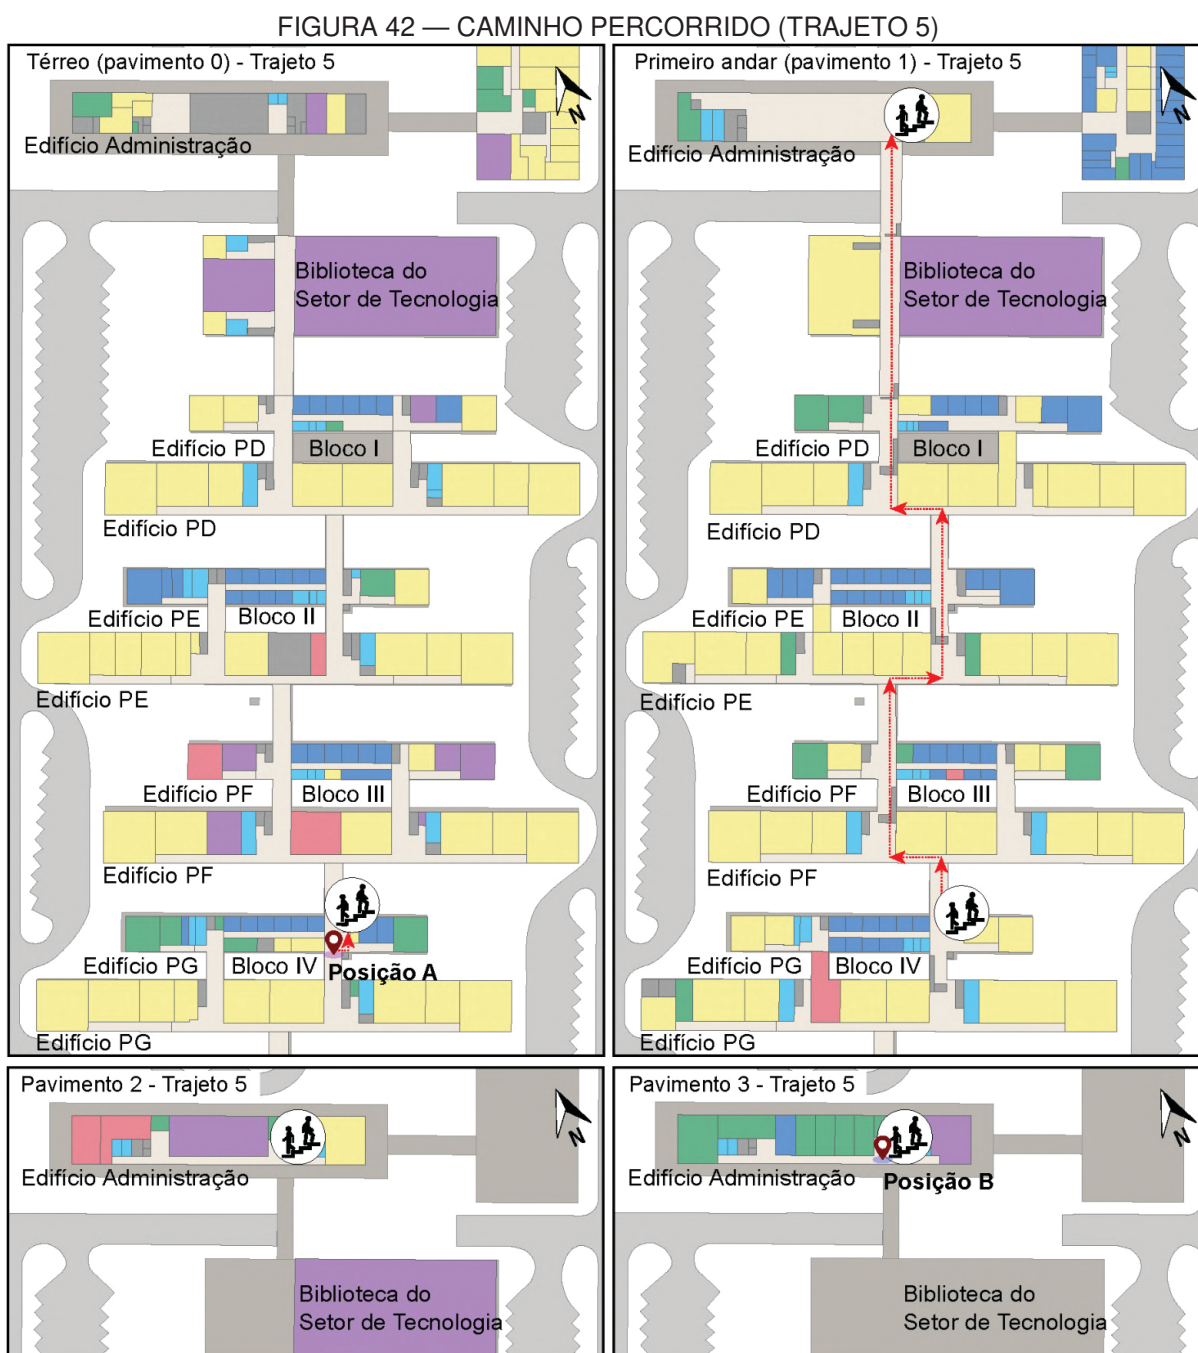 FIGURA 42 — CAMINHO PERCORRIDO (TRAJETO 5)
Térreo (pavimento 0) - Trajeto 5
N
Edifício Administração
Biblioteca do
Setor de Tecnologia
Edifício PD
Bloco I
Edifício PD
Edifício PE
Bloco II
Edifício PE
Edifício PF
Bloco III
Edifício PF
Edifício PG
Bloco IV
Posição A
Edifício PG
Primeiro andar (pavimento 1) - Trajeto 5
N
Edifício Administração
Biblioteca do
Setor de Tecnologia
Edifício PD
Bloco I
Edifício PD
Edifício PE
Bloco II
Edifício PE
Edifício PF
Bloco III
Edifício PF
Edifício PG
Bloco IV
Edifício PG
Pavimento 2 - Trajeto 5
N
Edifício Administração
Biblioteca do
Setor de Tecnologia
Pavimento 3 - Trajeto 5
N
Edifício Administração
Posição B
Biblioteca do
Setor de Tecnologia